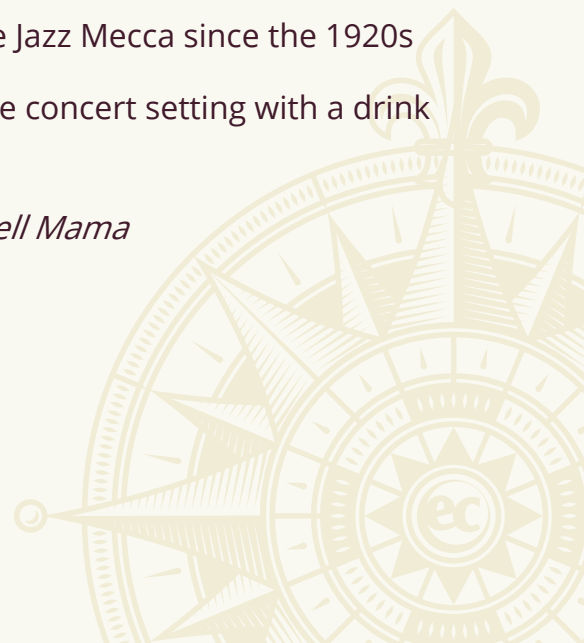 e Jazz Mecca since the 1920s
e concert setting with a drink
ell Mama
ec